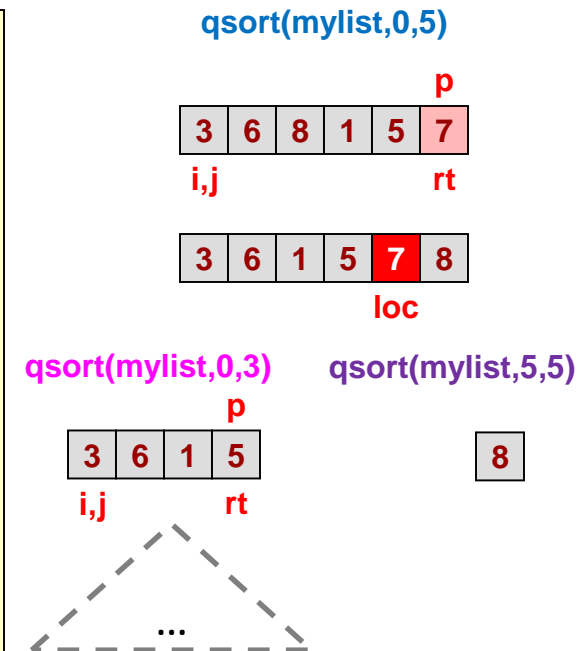 qsort(mylist,0,5)
p
3 6 8 1 5 7
i,j rt
3 6 1 5 7 8
loc
qsort(mylist,0,3) qsort(mylist,5,5)
p
3 6 1 5 8
i,j rt
...